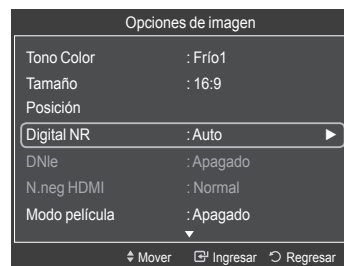 Opciones de imagen
Tono Color : Frío1
Tamaño : 16:9
Posición
Digital NR : Auto
DNIe : Apagado
N.neg HDMI : Normal
Modo película : Apagado
Mover Ingresar Regresar